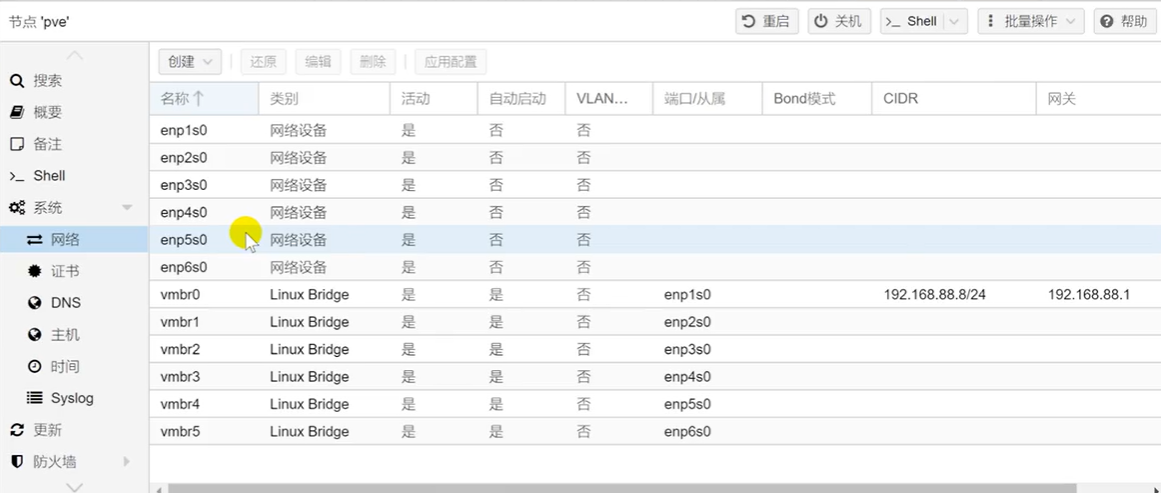 节点 'pve' 重启 关机 >_ Shell 批量操作 帮助
创建 还原 编辑 删除 应用配置
搜索
概要
备注
>_ Shell
系统
网络
证书
DNS
主机
时间
Syslog
更新
防火墙
名称↑ 类别 活动 自动启动 VLAN... 端口/从属 Bond模式 CIDR 网关
enp1s0 网络设备 是 否 否
enp2s0 网络设备 是 否 否
enp3s0 网络设备 是 否 否
enp4s0 网络设备 是 否 否
enp5s0 网络设备 是 否 否
enp6s0 网络设备 是 否 否
vmbr0 Linux Bridge 是 是 否 enp1s0 192.168.88.8/24 192.168.88.1
vmbr1 Linux Bridge 是 是 否 enp2s0
vmbr2 Linux Bridge 是 是 否 enp3s0
vmbr3 Linux Bridge 是 是 否 enp4s0
vmbr4 Linux Bridge 是 是 否 enp5s0
vmbr5 Linux Bridge 是 是 否 enp6s0